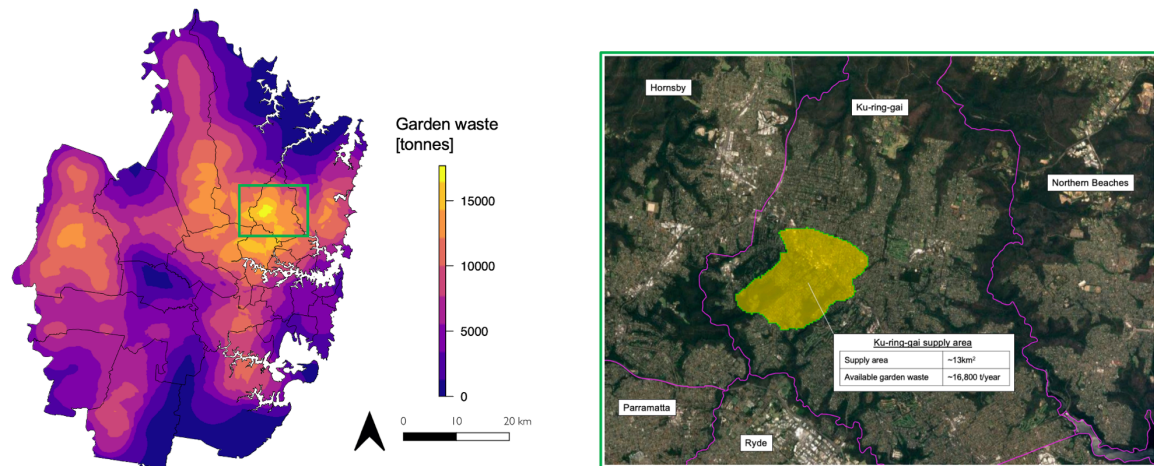 Garden waste
[tonnes]
15000
10000
5000
0
0 10 20 km
Hornsby
Ku-ring-gai
Northern Beaches
Ku-ring-gai supply area
Supply area ~13km²
Available garden waste ~16,800 t/year
Parramatta
Ryde